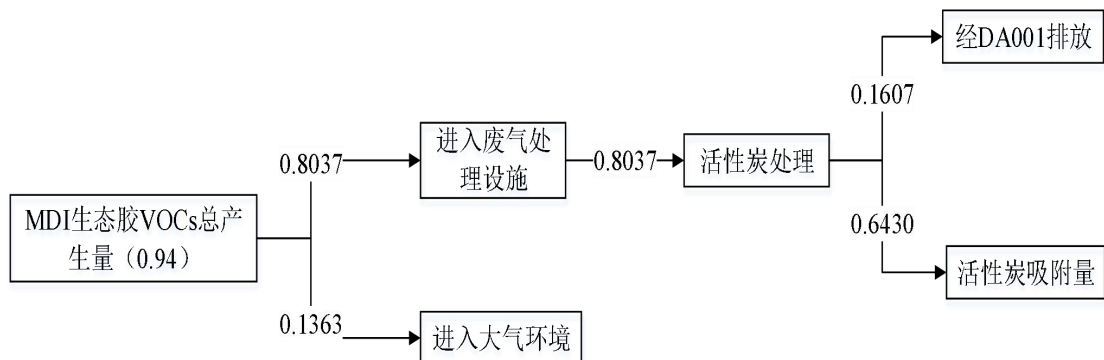 经DA001排放
0.1607
0.8037
进入废气处
理设施
0.8037
活性炭处理
MDI生态胶VOCs总产
生量（0.94）
0.6430
活性炭吸附量
0.1363
进入大气环境